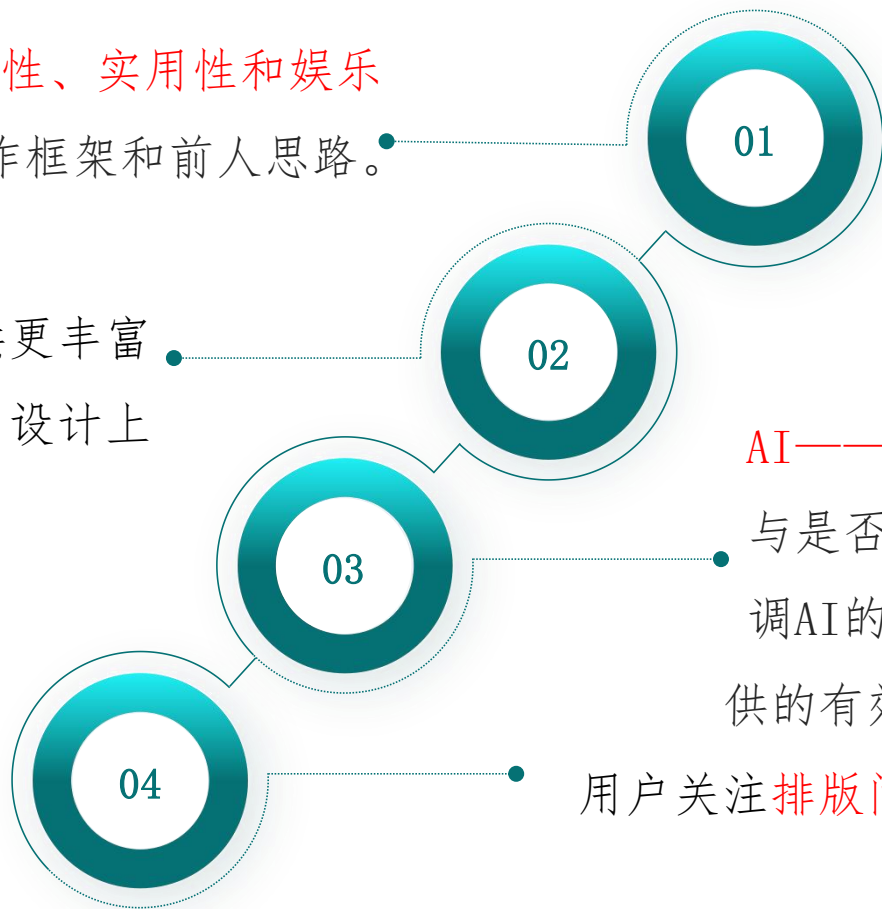 性、实用性和娱乐
作框架和前人思路。
01
更丰富
02
设计上
AI——
与是否
03
调AI的
供的有效
04
用户关注排版